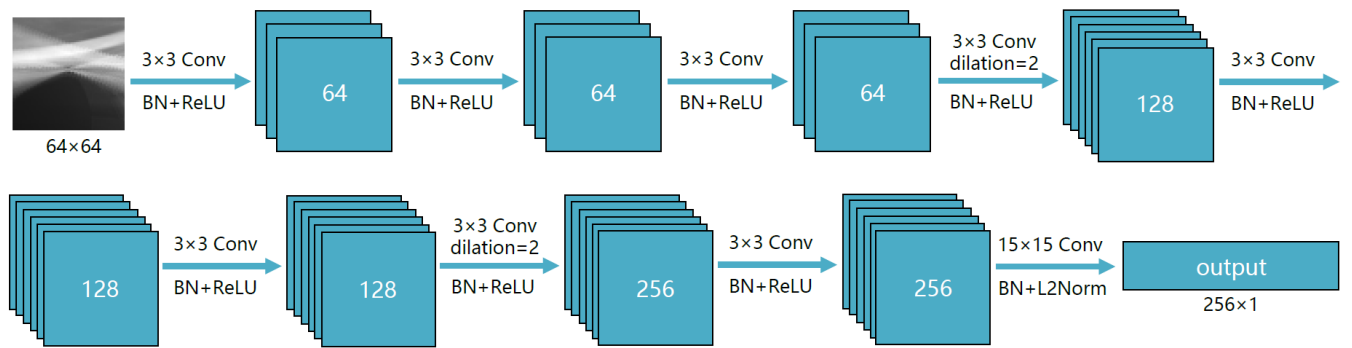 64×64
3×3 Conv
BN+ReLU
64
3×3 Conv
BN+ReLU
64
3×3 Conv
BN+ReLU
64
3×3 Conv
dilation=2
BN+ReLU
128
3×3 Conv
BN+ReLU
128
3×3 Conv
BN+ReLU
128
3×3 Conv
dilation=2
BN+ReLU
256
3×3 Conv
BN+ReLU
256
15×15 Conv
BN+L2Norm
output
256×1